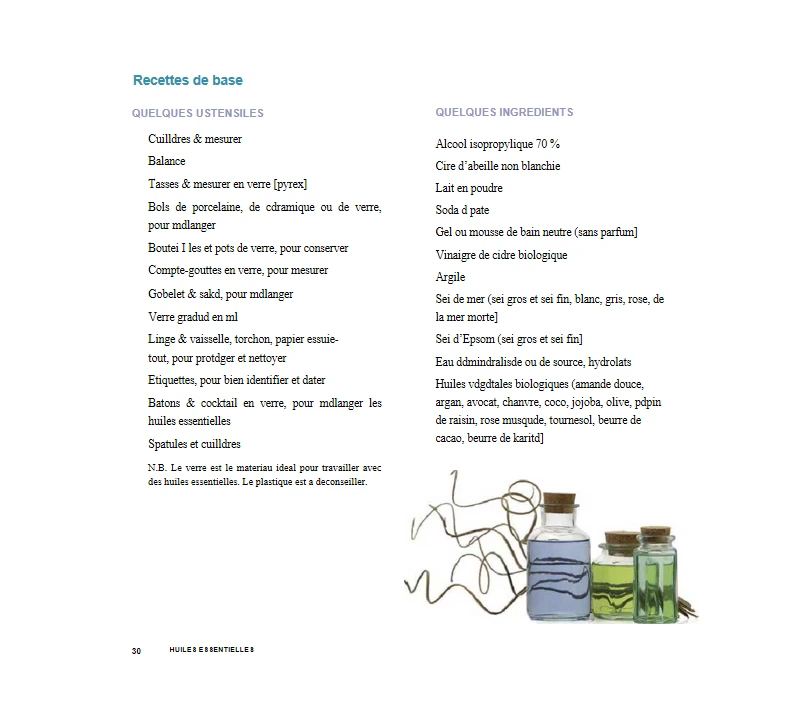 Recettes de base
QUELQUES USTENSILES
Cuilldres & mesurer
Balance
Tasses & mesurer en verre [pyrex]
Bols de porcelaine, de cdramique ou de verre,
pour mdlanger
Boutei I les et pots de verre, pour conserver
Compte-gouttes en verre, pour mesurer
Gobelet & sakd, pour mdlanger
Verre gradud en ml
Linge & vaisselle, torchon, papier essuie-
tout, pour protdger et nettoyer
Etiquettes, pour bien identifier et dater
Batons & cocktail en verre, pour mdlanger les
huiles essentielles
Spatules et cuilldres
N.B. Le verre est le materiau ideal pour travailler avec
des huiles essentielles. Le plastique est a deconseiller.
QUELQUES INGREDIENTS
Alcool isopropylique 70 %
Cire d’abeille non blanchie
Lait en poudre
Soda d pate
Gel ou mousse de bain neutre (sans parfum]
Vinaigre de cidre biologique
Argile
Sei de mer (sei gros et sei fin, blanc, gris, rose, de
la mer morte]
Sei d’Epsom (sei gros et sei fin]
Eau ddmindralisde ou de source, hydrolats
Huiles vdgdtales biologiques (amande douce,
argan, avocat, chanvre, coco, jojoba, olive, pdpin
de raisin, rose musqude, tournesol, beurre de
cacao, beurre de karitd]
30 HUILES ESSENTIELLES